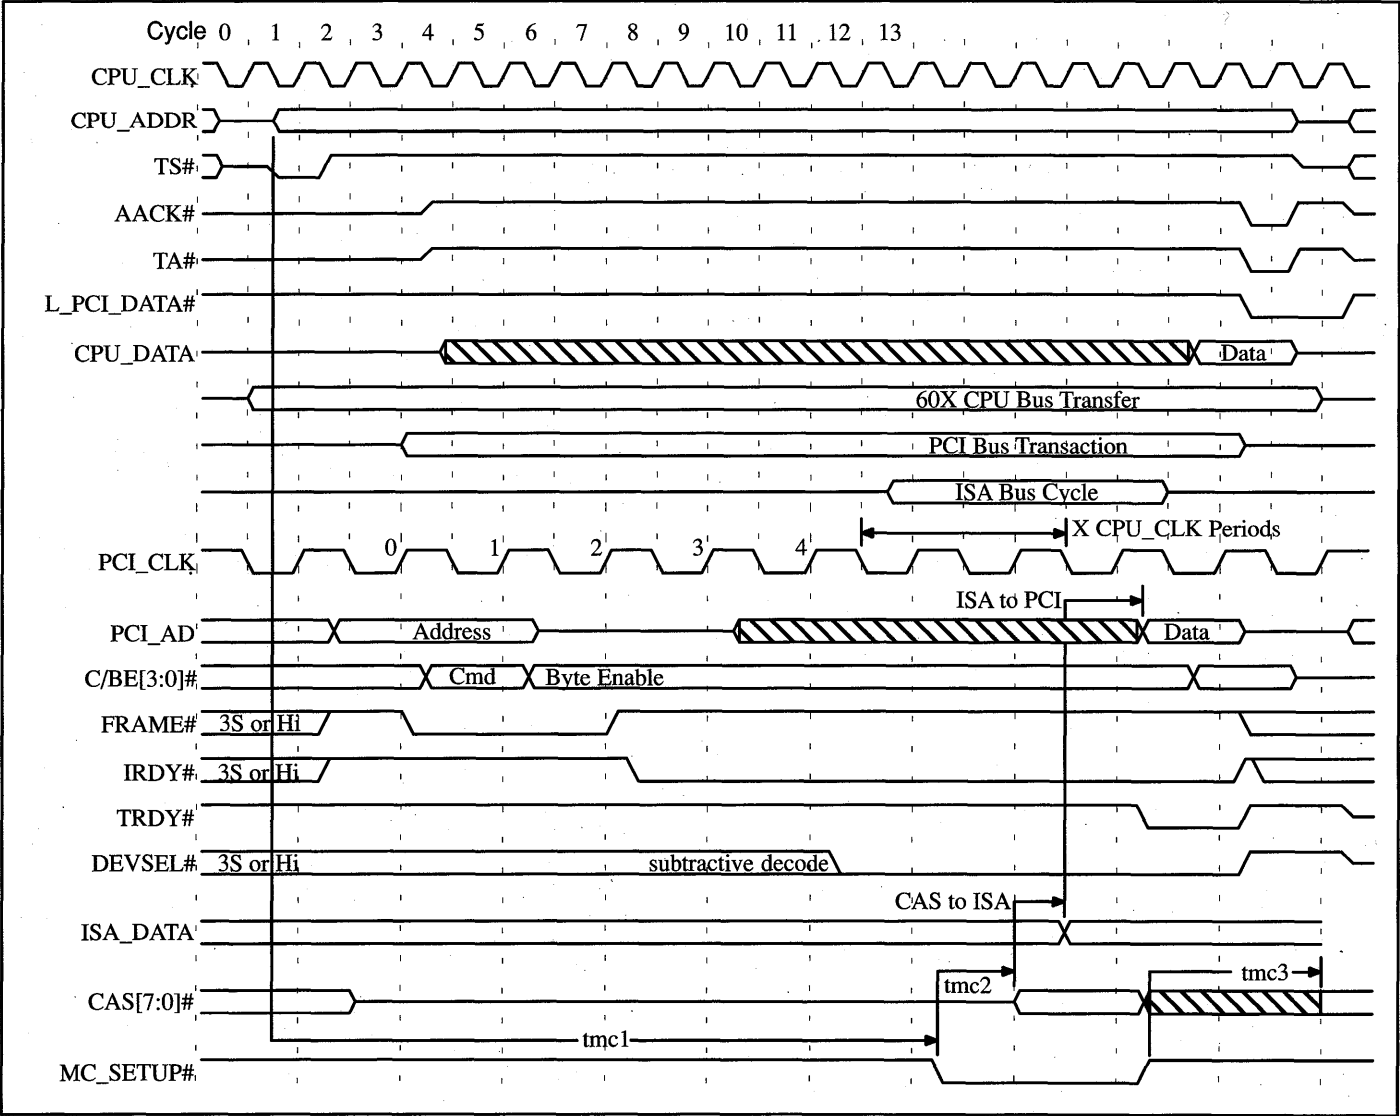 Cycle 0 1 2 3 4 5 6 7 8 9 10 11 12 13
CPU_CLK
CPU_ADDR
TS#
AACK#
TA#
L_PCI_DATA#
CPU_DATA Data
60X CPU Bus Transfer
PCI Bus Transaction
ISA Bus Cycle
X CPU_CLK Periods
PCI_CLK 0 1 2 3 4
ISA to PCI
PCI_AD Address Data
C/BE[3:0]# Cmd Byte Enable
FRAME# 3S or Hi
IRDY# 3S or Hi
TRDY#
DEVSEL# 3S or Hi subtractive decode
CAS to ISA
ISA_DATA
tmc2 tmc3
CAS[7:0]#
tmc1
MC_SETUP#